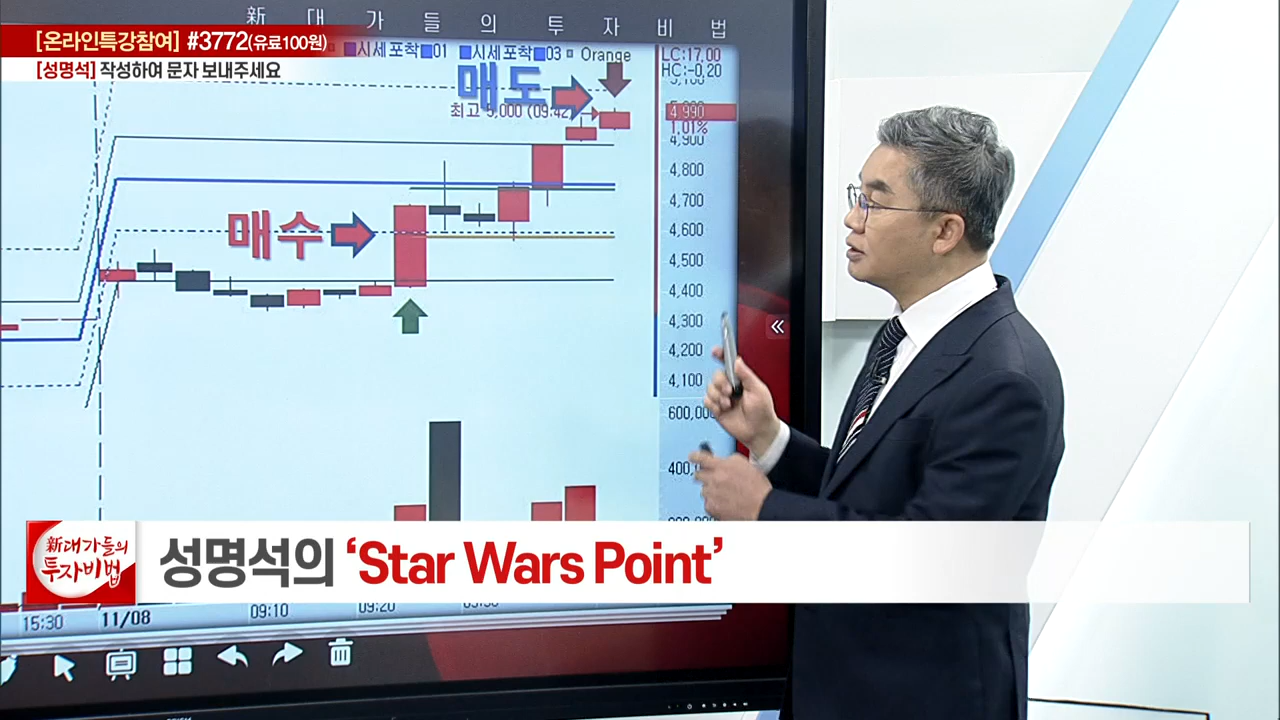 新 대 가 들 의 투 자 비 법
[온라인특강참여] #3772(유료100원)
[성명석] 작성하여 문자 보내주세요
시세포착 01 시세포착 03 Orange
LC:17.00
HC:-0.20
매도
최고 5,000 (09:42)
4,990
1.01%
4,900
4,800
4,700
4,600
4,500
4,400
4,300
4,200
4,100
매수
600,000
«
新대가들의
투자비법
성명석의 ‘Star Wars Point’
15:30 11/08 09:10 09:20